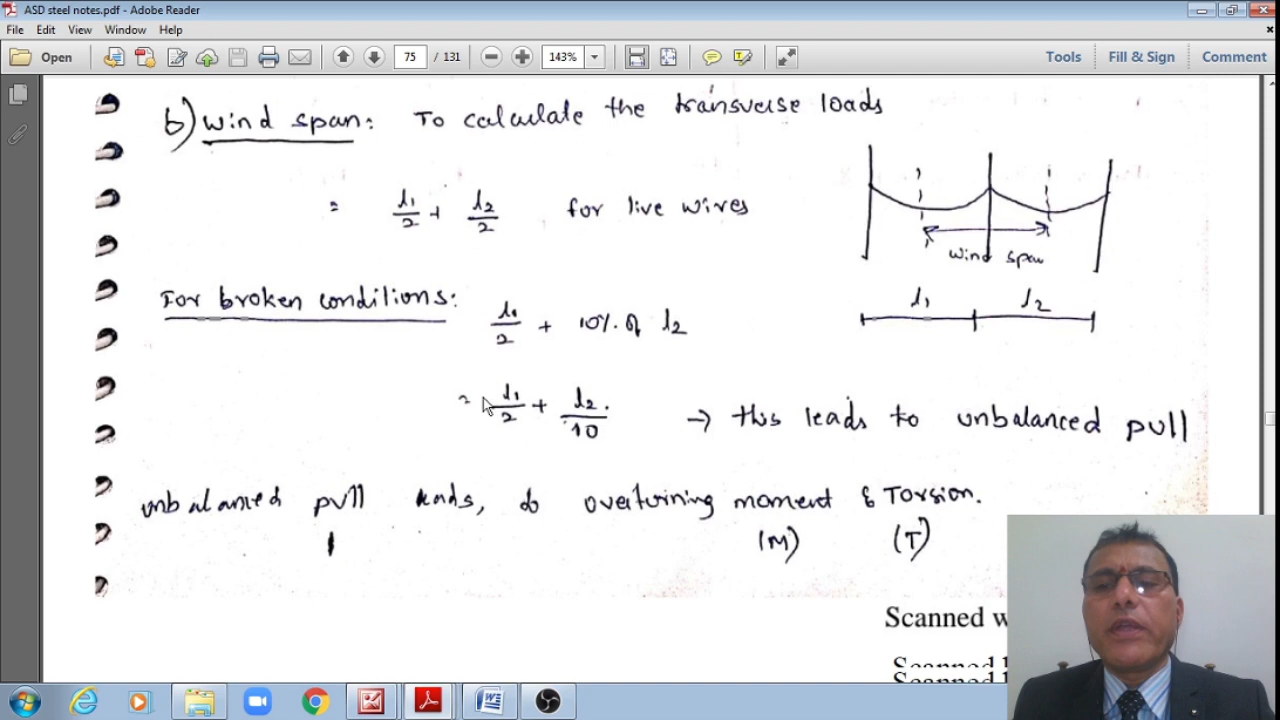 ASD steel notes.pdf - Adobe Reader
File Edit View Window Help
Open 75 / 131 143% Tools Fill & Sign Comment
b) wind span: To calculate the transverse loads
= l1/2 + l2/2 for live wires
wind span
l1 l2
For broken conditions: l1/2 + 10% of l2
= l1/2 + l2/10 → this leads to unbalanced pull
unbalanced pull leads, to overturining moment & Torsion.
(M) (T)
Scanned w
Scanned
Scanned